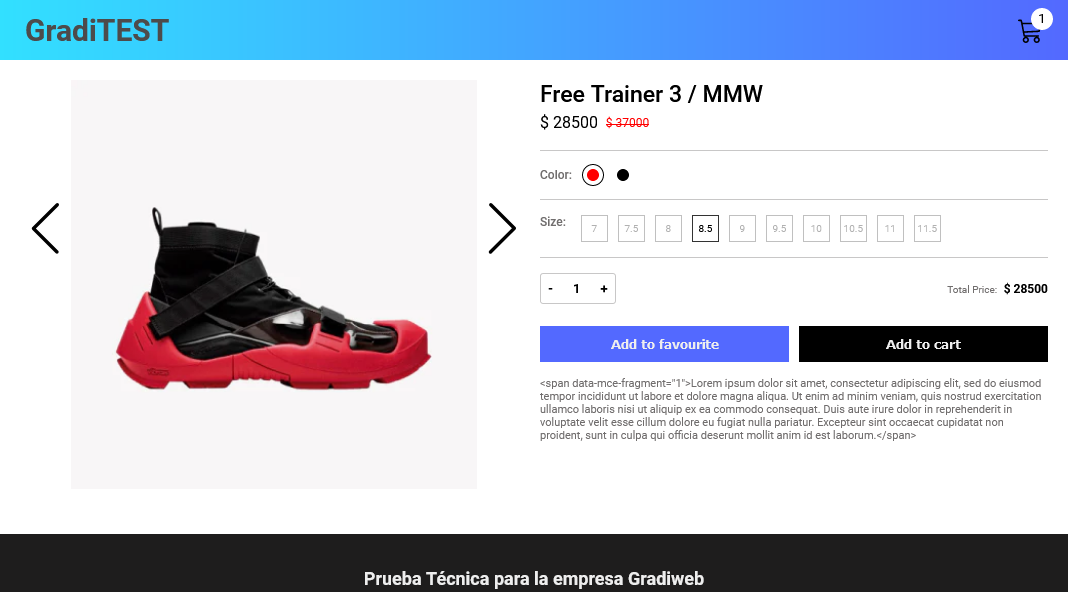 GradiTEST
1
Free Trainer 3 / MMW
$ 28500 $ 37000
Color:
Size: 7 7.5 8 8.5 9 9.5 10 10.5 11 11.5
- 1 +
Total Price: $ 28500
Add to favourite
Add to cart
<span data-mce-fragment="1">Lorem ipsum dolor sit amet, consectetur adipiscing elit, sed do eiusmod
tempor incididunt ut labore et dolore magna aliqua. Ut enim ad minim veniam, quis nostrud exercitation
ullamco laboris nisi ut aliquip ex ea commodo consequat. Duis aute irure dolor in reprehenderit in
voluptate velit esse cillum dolore eu fugiat nulla pariatur. Excepteur sint occaecat cupidatat non
proident, sunt in culpa qui officia deserunt mollit anim id est laborum.</span>
Prueba Técnica para la empresa Gradiweb